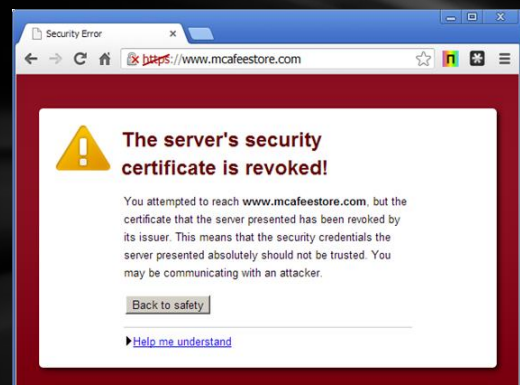 Security Error
https://www.mcafeestore.com
The server's security
certificate is revoked!
You attempted to reach www.mcafeestore.com, but the
certificate that the server presented has been revoked by
its issuer. This means that the security credentials the
server presented absolutely should not be trusted. You
may be communicating with an attacker.
Back to safety
Help me understand